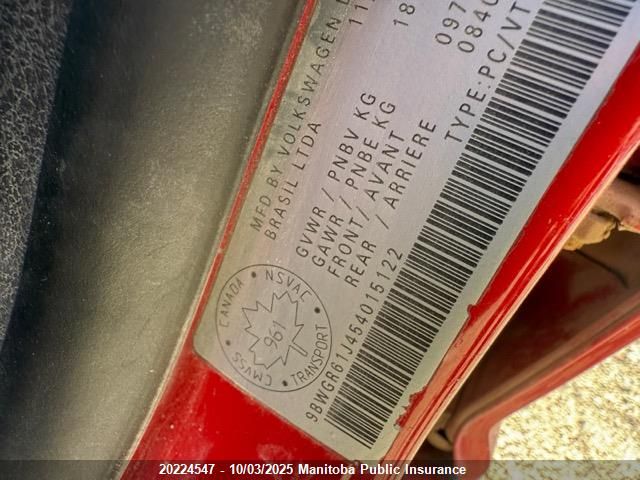 MFD BY VOLKSWAGEN
BRASIL LTDA
GVWR / PNBV KG
GAWR / PNBE KG
FRONT/ AVANT
REAR / ARRIERE
TYPE:PC/VT
9BWGR61J454015122
CANADA
NSVAC
CMVSS
TRANSPORT
961
20224547 - 10/03/2025 Manitoba Public Insurance